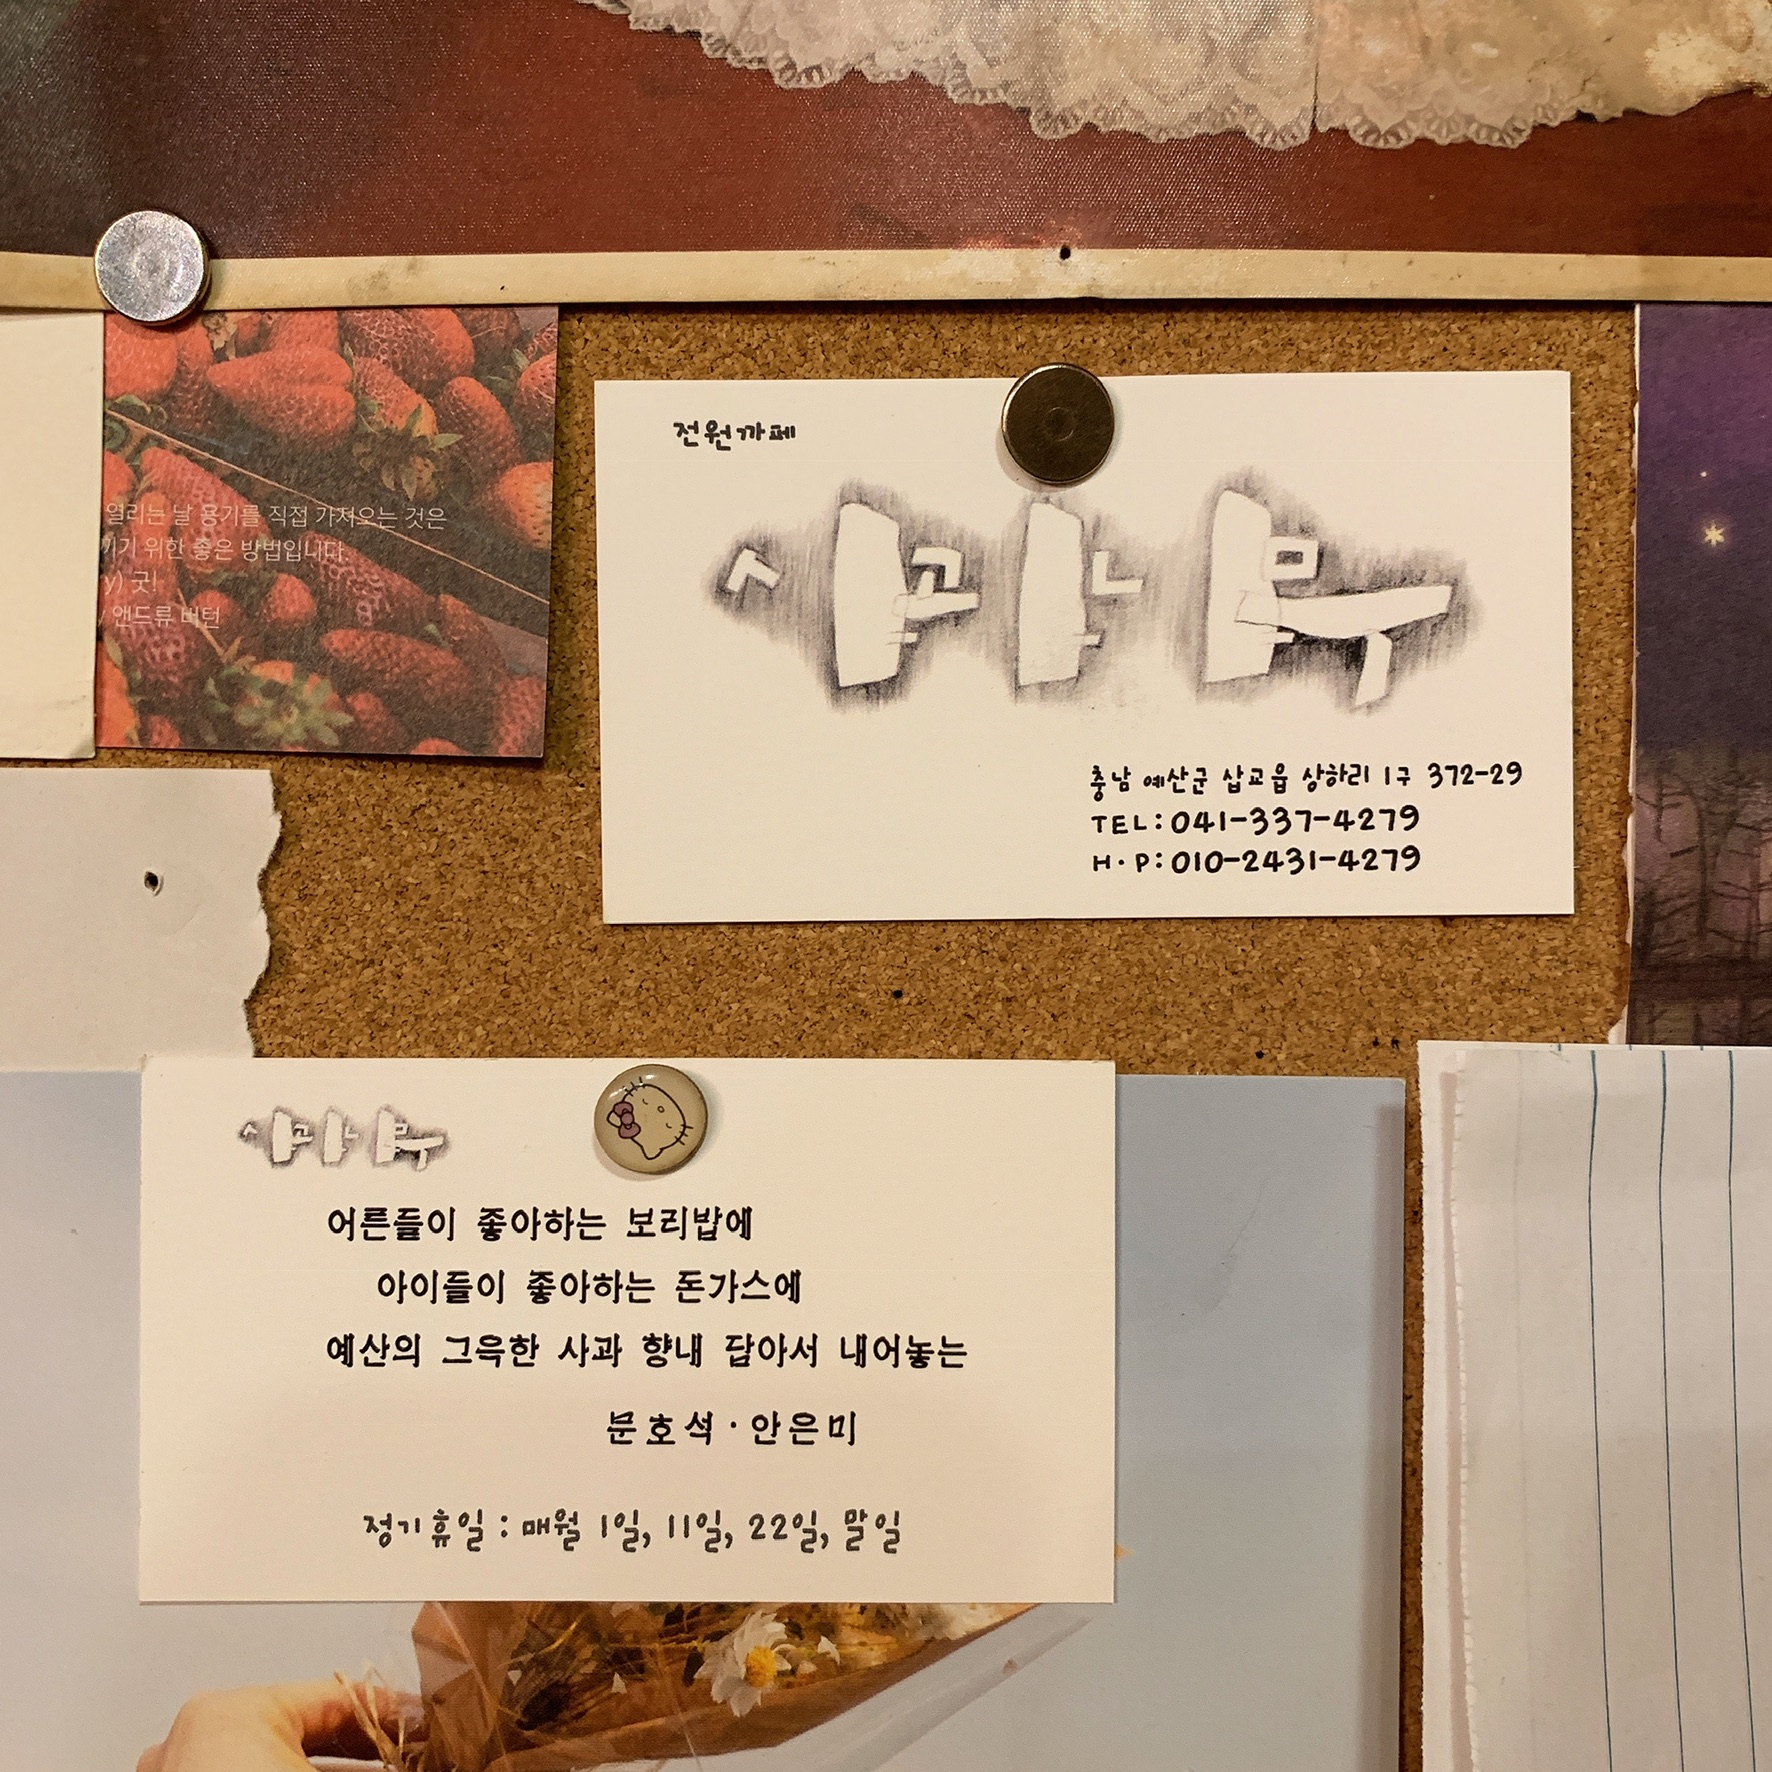 열리는 날 용기를 직접 가져오는 것은
위한 좋은 방법입니다.
y) 굿!
/ 앤드류 버턴
전원까페
사과나무
충남 예산군 삽교읍 상하리 1구 372-29
TEL:041-337-4279
H·P:010-2431-4279
사과나무
어른들이 좋아하는 보리밥에
아이들이 좋아하는 돈가스에
예산의 그윽한 사과 향내 담아서 내어놓는
문호석·안은미
정기휴일 : 매월 1일, 11일, 22일, 말일